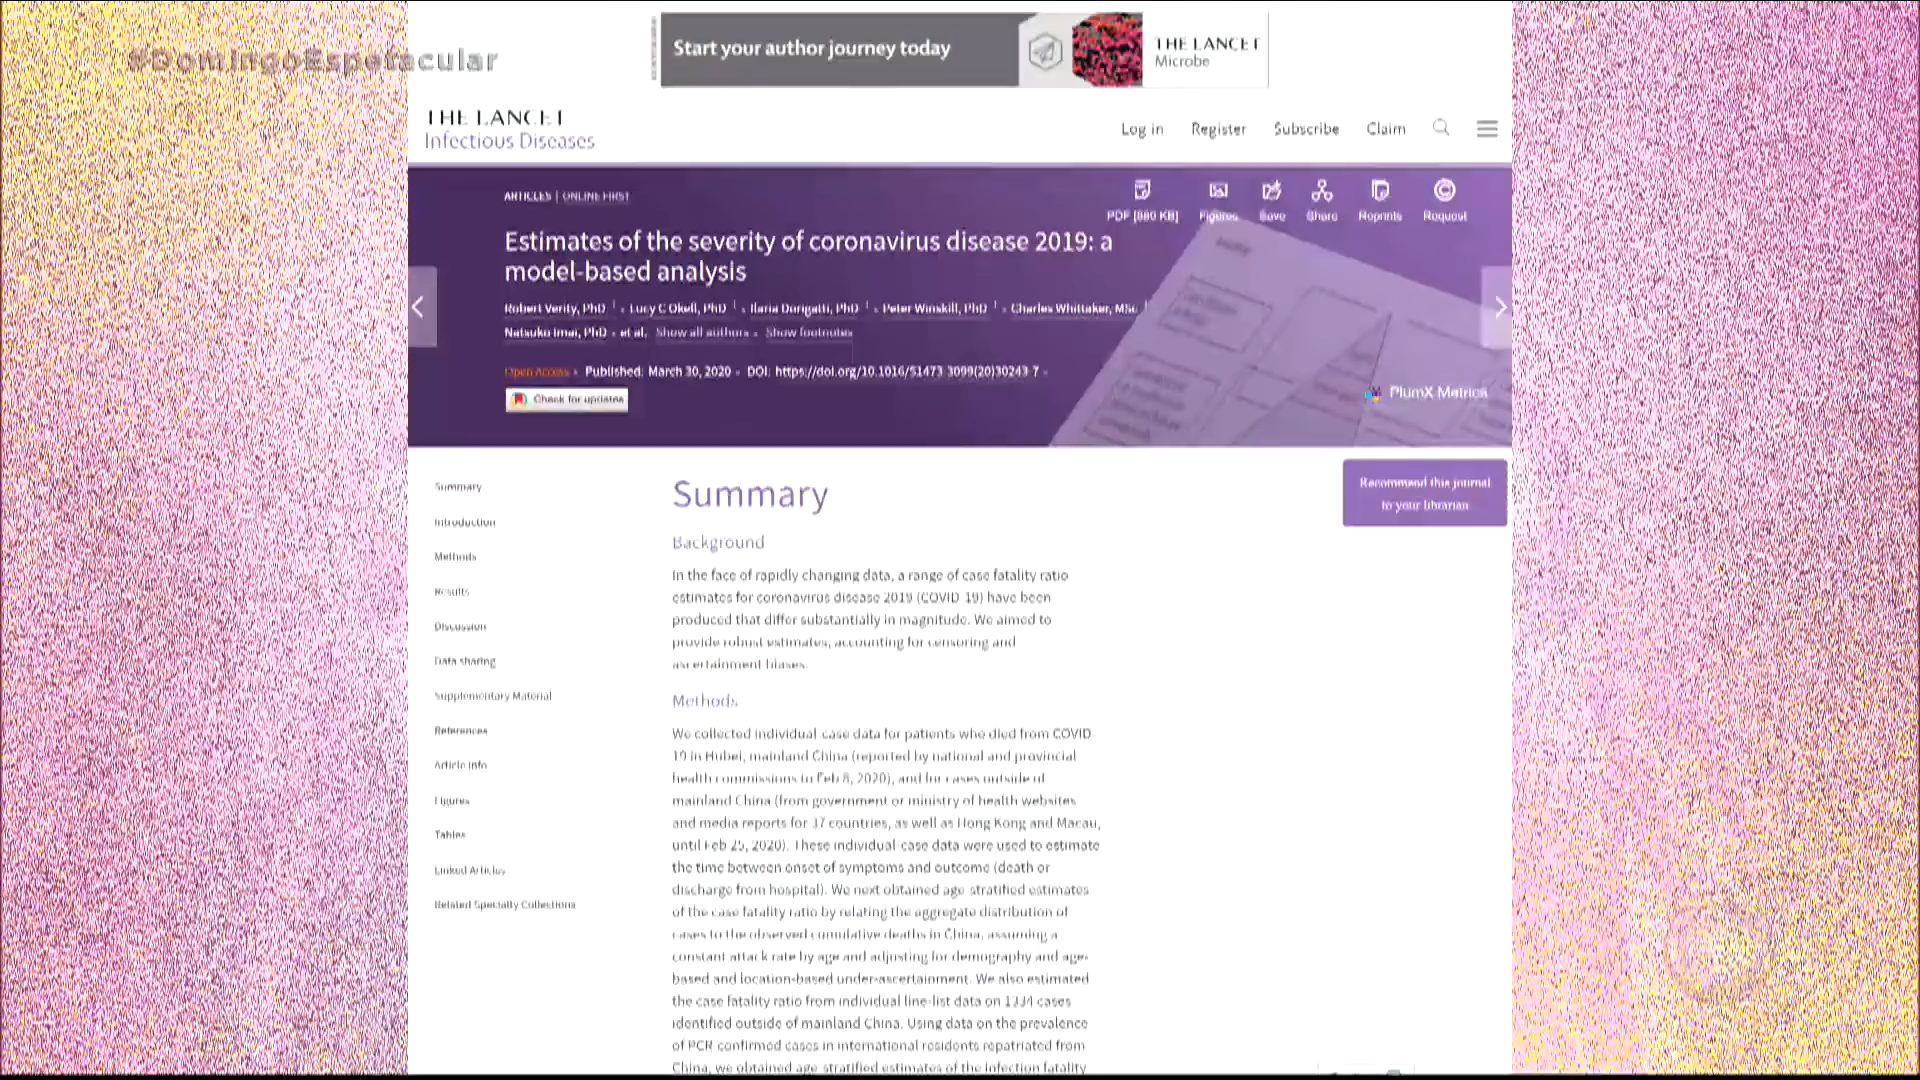 #DomingoEspetacular
Start your author journey today
THE LANCET
Microbe
THE LANCET
Infectious Diseases
Log in
Register
Subscribe
Claim
ARTICLES | ONLINE FIRST
PDF [880 KB]
Figures
Save
Share
Reprints
Request
Estimates of the severity of coronavirus disease 2019: a
model-based analysis
Robert Verity, PhD • Lucy C Okell, PhD • Ilaria Dorigatti, PhD • Peter Winskill, PhD • Charles Whittaker, MSc
Natsuko Imai, PhD • et al. Show all authors • Show footnotes
Open Access • Published: March 30, 2020 • DOI: https://doi.org/10.1016/S1473-3099(20)30243-7 •
Check for updates
PlumX Metrics
Recommend this journal
to your librarian
Summary
Introduction
Methods
Results
Discussion
Data sharing
Supplementary Material
References
Article info
Figures
Tables
Linked Articles
Related Specialty Collections
Summary
Background
In the face of rapidly changing data, a range of case fatality ratio
estimates for coronavirus disease 2019 (COVID-19) have been
produced that differ substantially in magnitude. We aimed to
provide robust estimates, accounting for censoring and
ascertainment biases.
Methods
We collected individual-case data for patients who died from COVID-
19 in Hubei, mainland China (reported by national and provincial
health commissions to Feb 8, 2020), and for cases outside of
mainland China (from government or ministry of health websites
and media reports for 37 countries, as well as Hong Kong and Macau,
until Feb 25, 2020). These individual-case data were used to estimate
the time between onset of symptoms and outcome (death or
discharge from hospital). We next obtained age-stratified estimates
of the case fatality ratio by relating the aggregate distribution of
cases to the observed cumulative deaths in China, assuming a
constant attack rate by age and adjusting for demography and age-
based and location-based under-ascertainment. We also estimated
the case fatality ratio from individual line-list data on 1334 cases
identified outside of mainland China. Using data on the prevalence
of PCR-confirmed cases in international residents repatriated from
China, we obtained age-stratified estimates of the infection fatality